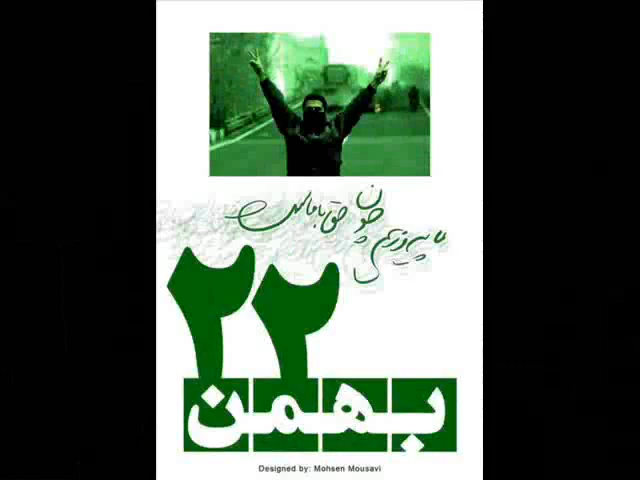 ما پیروزیم چون حق با ماست
۲۲
بهمن
Designed by: Mohsen Mousavi